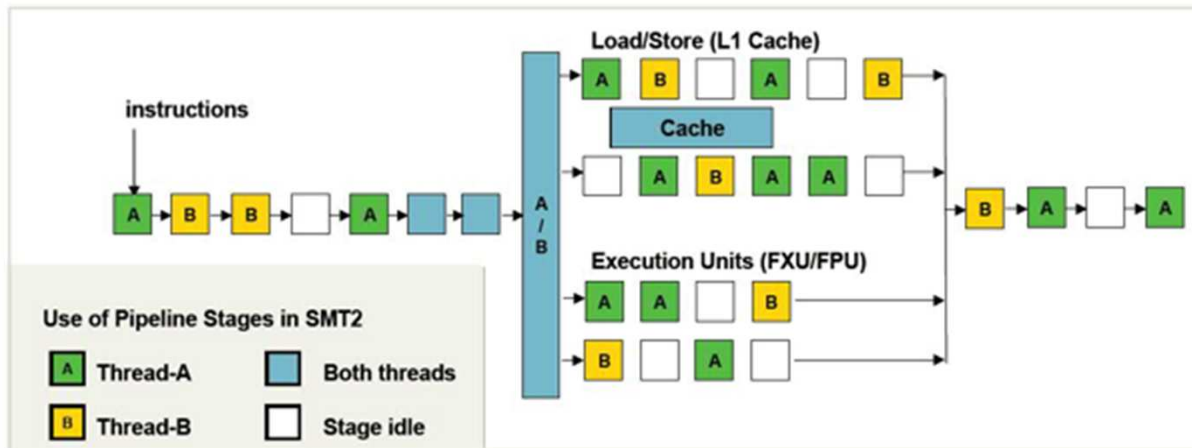 Load/Store (L1 Cache)
A B A B
instructions
Cache
A B A A
A B B A
A
/
B
B A A
Execution Units (FXU/FPU)
A A B
B A
Use of Pipeline Stages in SMT2
A Thread-A
Both threads
B Thread-B
Stage idle